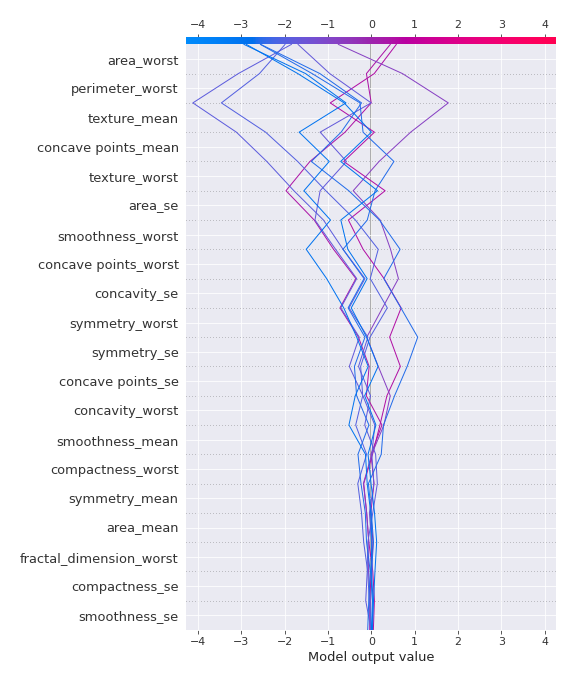 −4 −3 −2 −1 0 1 2 3 4
area_worst
perimeter_worst
texture_mean
concave points_mean
texture_worst
area_se
smoothness_worst
concave points_worst
concavity_se
symmetry_worst
symmetry_se
concave points_se
concavity_worst
smoothness_mean
compactness_worst
symmetry_mean
area_mean
fractal_dimension_worst
compactness_se
smoothness_se
−4 −3 −2 −1 0 1 2 3 4
Model output value